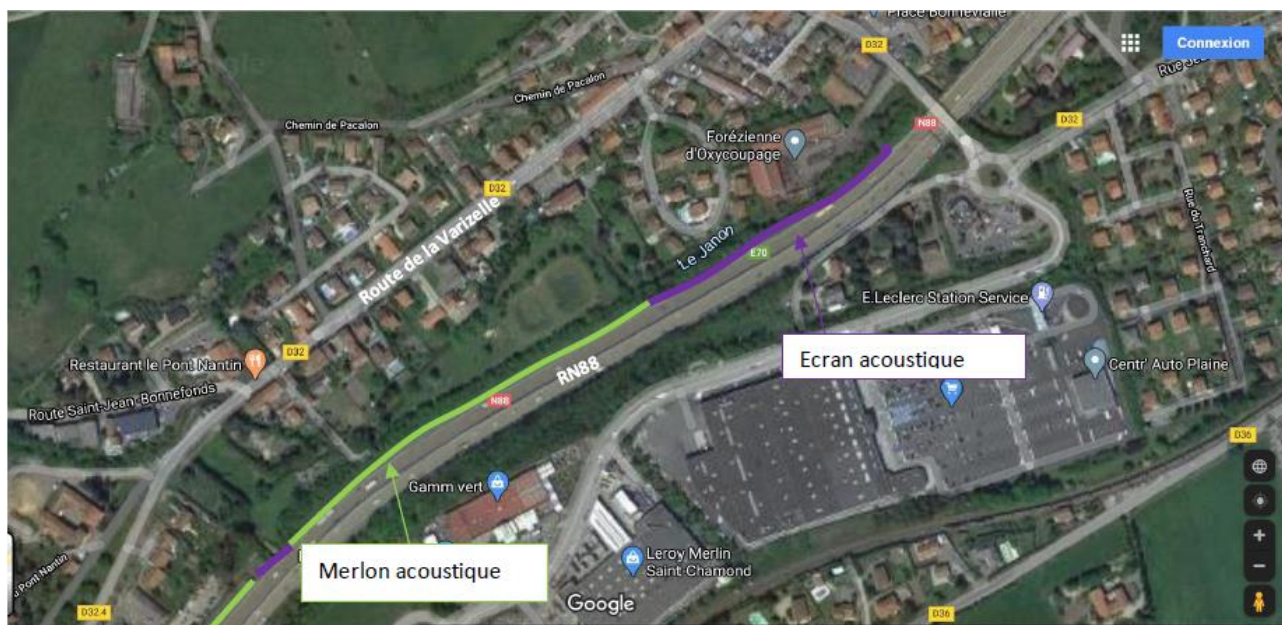 Place Bonnevialle
D32
Connexion
Rue Je
Chemin de Pacalon
Chemin de Pacalon
N88
D32
Forézienne
d'Oxycoupage
D32
Route de la Varizelle
Rue du Tranchard
Le Janon
E70
E.Leclerc Station Service
Ecran acoustique
Restaurant le Pont Nantin
D32
RN88
Centr' Auto Plaine
Route Saint-Jean-Bonnefonds
N88
D36
Gamm vert
Merlon acoustique
Leroy Merlin
Saint-Chamond
Pont Nantin
Google
D32.4
D36